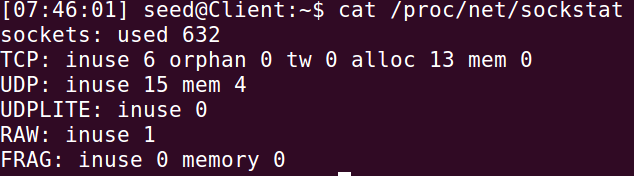 [07:46:01] seed@Client:~$ cat /proc/net/sockstat
sockets: used 632
TCP: inuse 6 orphan 0 tw 0 alloc 13 mem 0
UDP: inuse 15 mem 4
UDPLITE: inuse 0
RAW: inuse 1
FRAG: inuse 0 memory 0